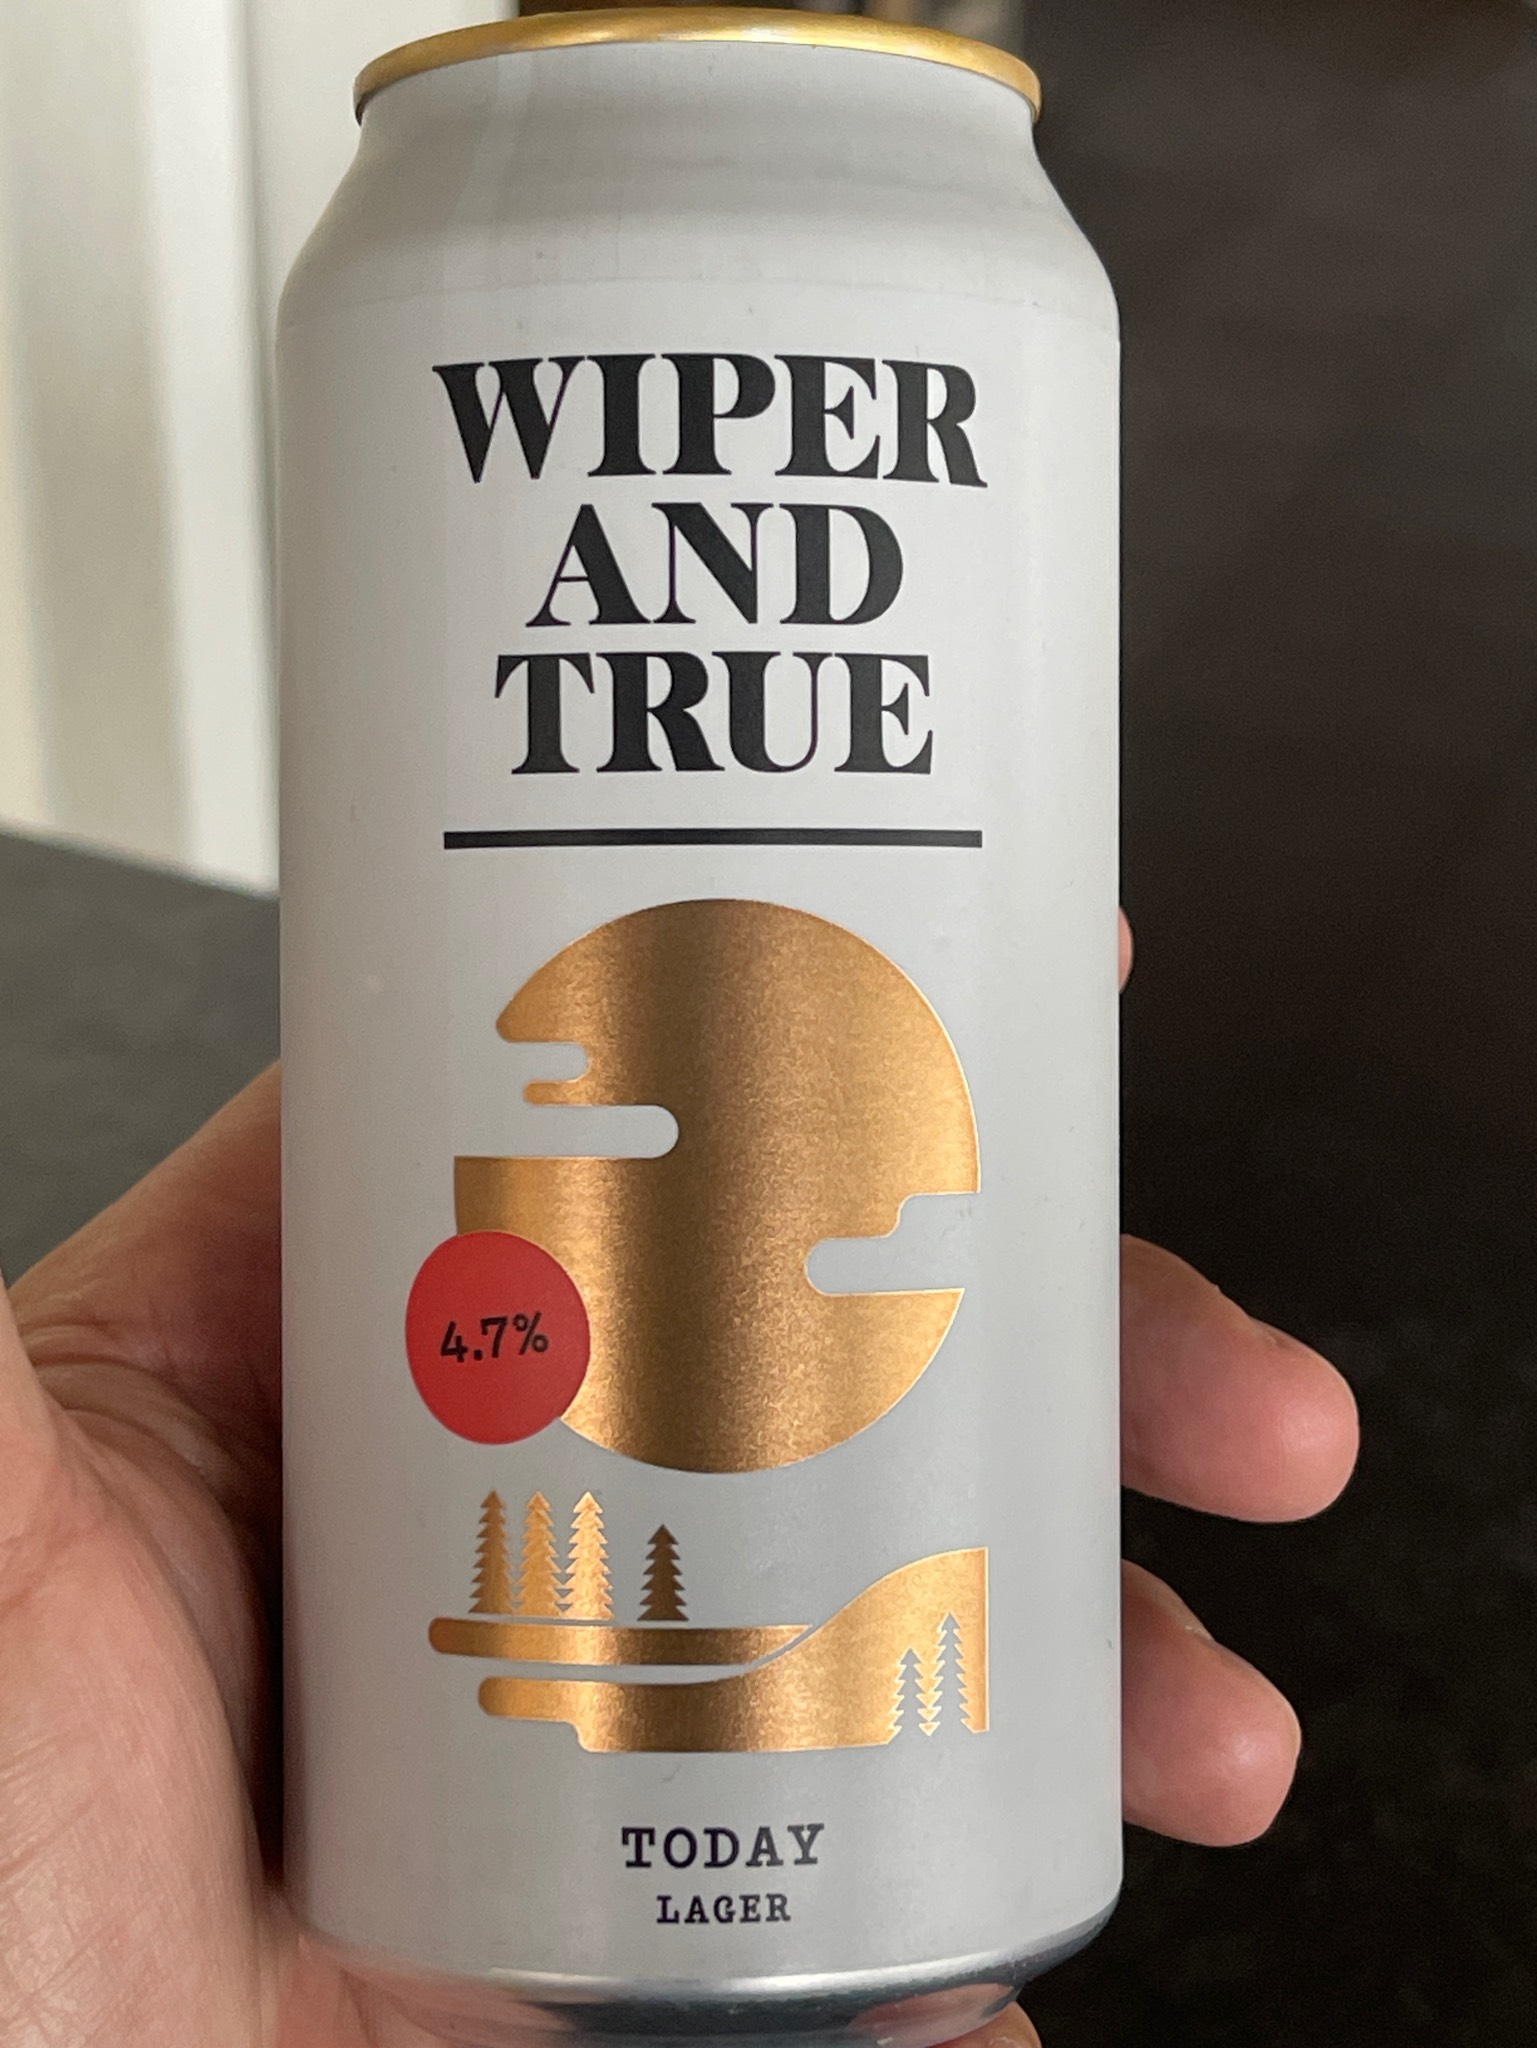 WIPER
AND
TRUE
4.7%
TODAY
LAGER